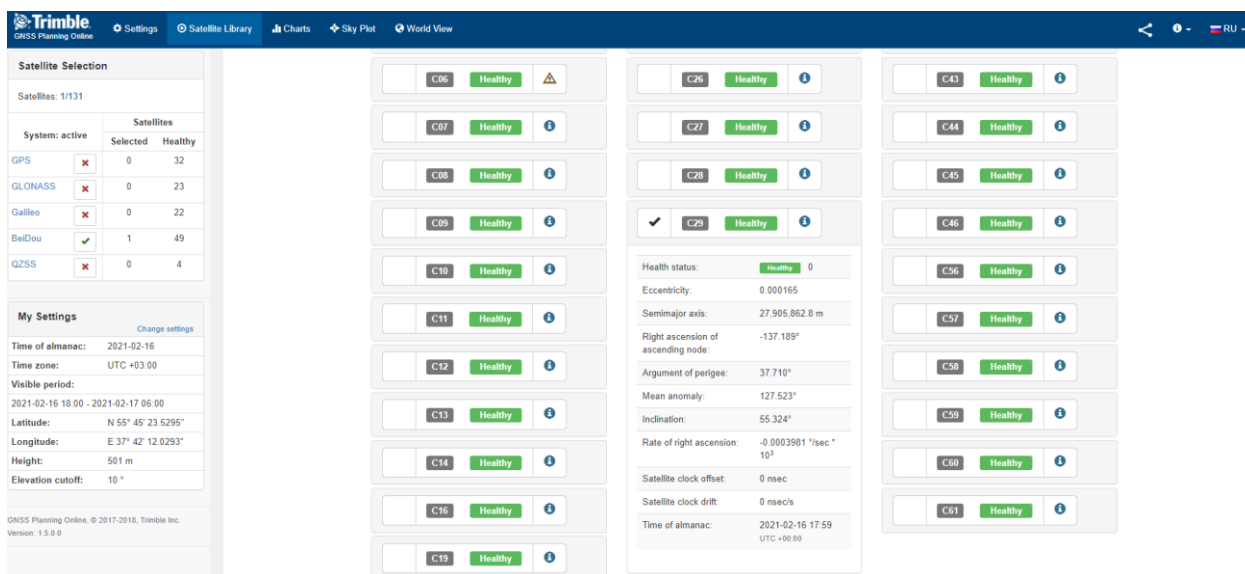 Trimble.
GNSS Planning Online
Settings
Satellite Library
Charts
Sky Plot
World View
RU
Satellite Selection
Satellites: 1/131
System: active
Satellites
Selected Healthy
GPS 0 32
GLONASS 0 23
Galileo 0 22
BeiDou 1 49
QZSS 0 4
My Settings
Change settings
Time of almanac: 2021-02-16
Time zone: UTC +03:00
Visible period:
2021-02-16 18:00 - 2021-02-17 06:00
Latitude: N 55° 45' 23.5295"
Longitude: E 37° 42' 12.0293"
Height: 501 m
Elevation cutoff: 10 °
GNSS Planning Online, © 2017-2018, Trimble Inc.
Version: 1.5.0.0
C06 Healthy
C07 Healthy
C08 Healthy
C09 Healthy
C10 Healthy
C11 Healthy
C12 Healthy
C13 Healthy
C14 Healthy
C16 Healthy
C19 Healthy
C26 Healthy
C27 Healthy
C28 Healthy
C29 Healthy
Health status: Healthy 0
Eccentricity: 0.000165
Semimajor axis: 27,905,862.8 m
Right ascension of -137.189°
ascending node:
Argument of perigee: 37.710°
Mean anomaly: 127.523°
Inclination: 55.324°
Rate of right ascension: -0.0003981 °/sec *
10³
Satellite clock offset: 0 nsec
Satellite clock drift: 0 nsec/s
Time of almanac: 2021-02-16 17:59
UTC +00:00
C43 Healthy
C44 Healthy
C45 Healthy
C46 Healthy
C56 Healthy
C57 Healthy
C58 Healthy
C59 Healthy
C60 Healthy
C61 Healthy